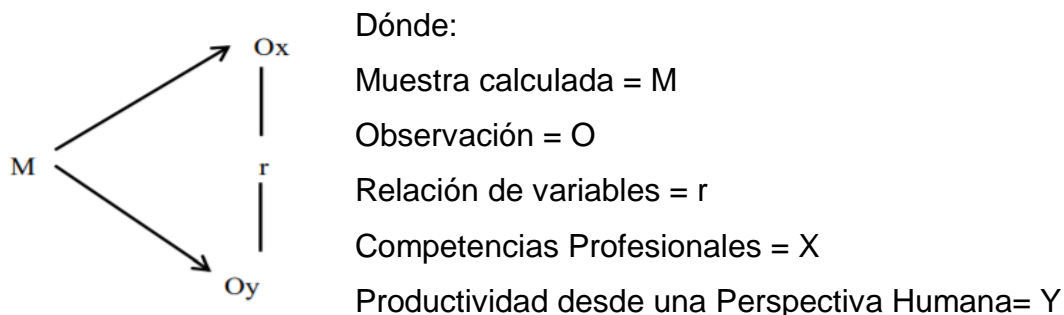 Ox
M
r
Oy
Dónde:
Muestra calculada = M
Observación = O
Relación de variables = r
Competencias Profesionales = X
Productividad desde una Perspectiva Humana= Y